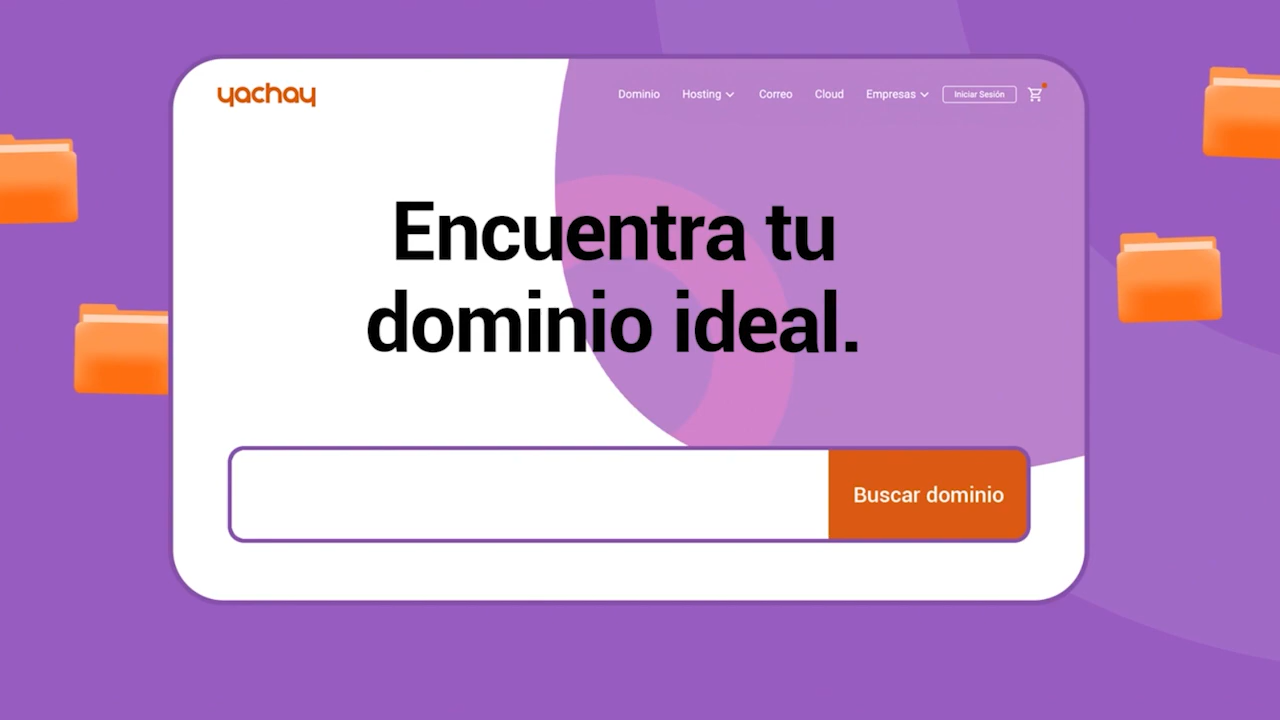 yachay
Dominio Hosting Correo Cloud Empresas Iniciar Sesión
Encuentra tu
dominio ideal.
Buscar dominio